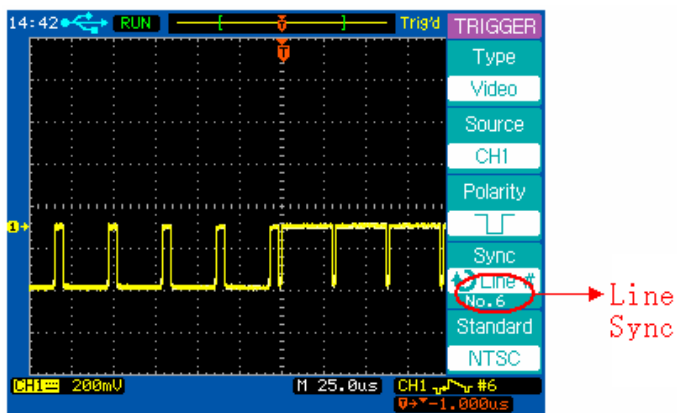 14:42 RUN Trig'd TRIGGER
T
T
Type
Video
Source
CH1
Polarity
1
Sync
Line #
No.6
Line
Sync
Standard
NTSC
CH1 200mV M 25.0us CH1 #6
T→▼-1.000us